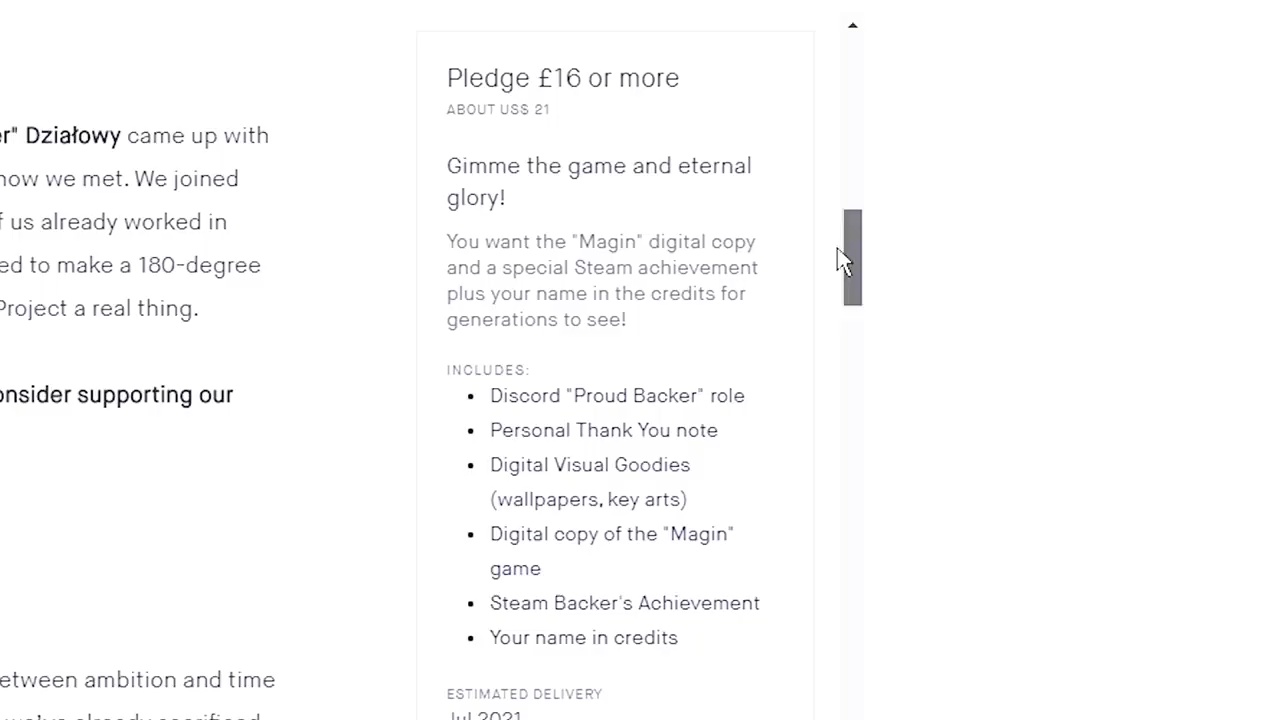 er" Działowy came up with
now we met. We joined
f us already worked in
ed to make a 180-degree
Project a real thing.
onsider supporting our
etween ambition and time
Pledge £16 or more
ABOUT US$ 21
Gimme the game and eternal
glory!
You want the "Magin" digital copy
and a special Steam achievement
plus your name in the credits for
generations to see!
INCLUDES:
• Discord "Proud Backer" role
• Personal Thank You note
• Digital Visual Goodies
(wallpapers, key arts)
• Digital copy of the "Magin"
game
• Steam Backer's Achievement
• Your name in credits
ESTIMATED DELIVERY
Jul 2021